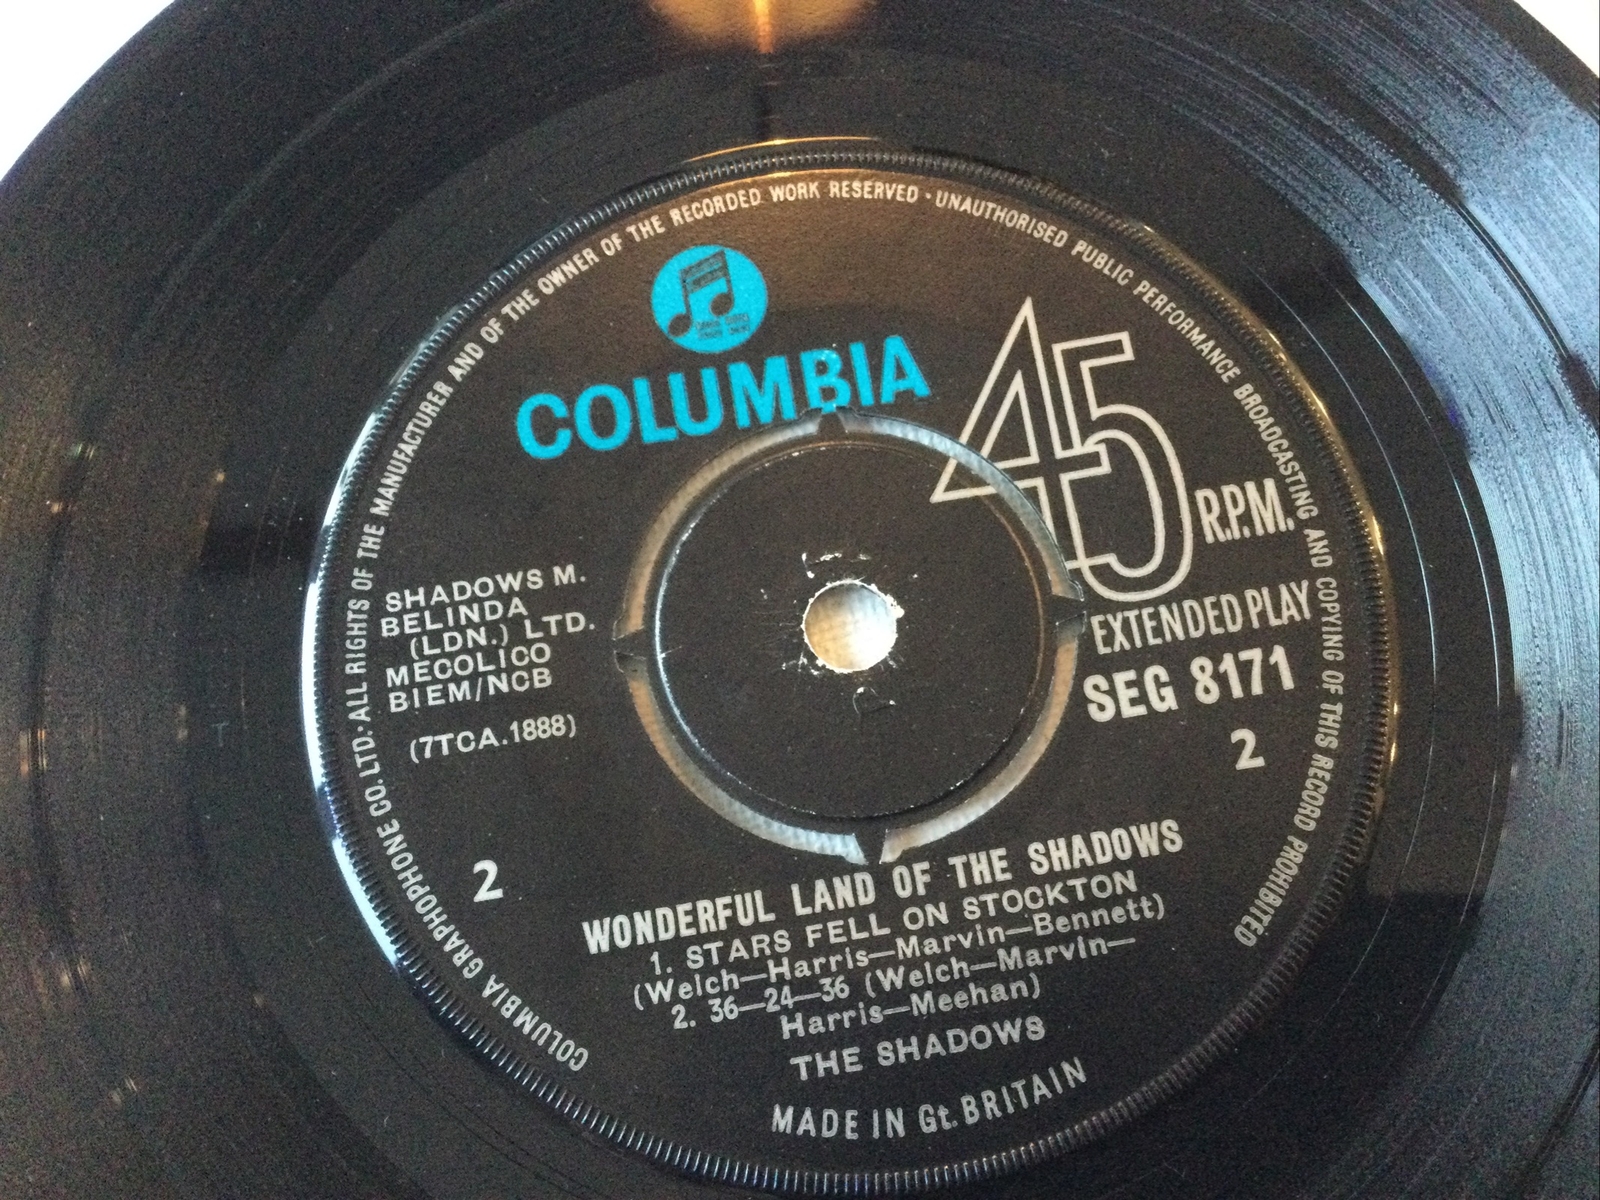 COLUMBIA GRAPHOPHONE CO. LTD·ALL RIGHTS OF THE MANUFACTURER AND OF THE OWNER OF THE RECORDED WORK RESERVED · UNAUTHORISED PUBLIC PERFORMANCE BROADCASTING AND COPYING OF THIS RECORD PROHIBITED
COLUMBIA
45
R.P.M.
EXTENDED PLAY
SEG 8171
2
SHADOWS M.
BELINDA
(LDN.) LTD.
MECOLICO
BIEM/NCB
(7TCA.1888)
2
WONDERFUL LAND OF THE SHADOWS
1. STARS FELL ON STOCKTON
(Welch—Harris—Marvin—Bennett)
2. 36—24—36 (Welch—Marvin—
Harris—Meehan)
THE SHADOWS
MADE IN Gt. BRITAIN